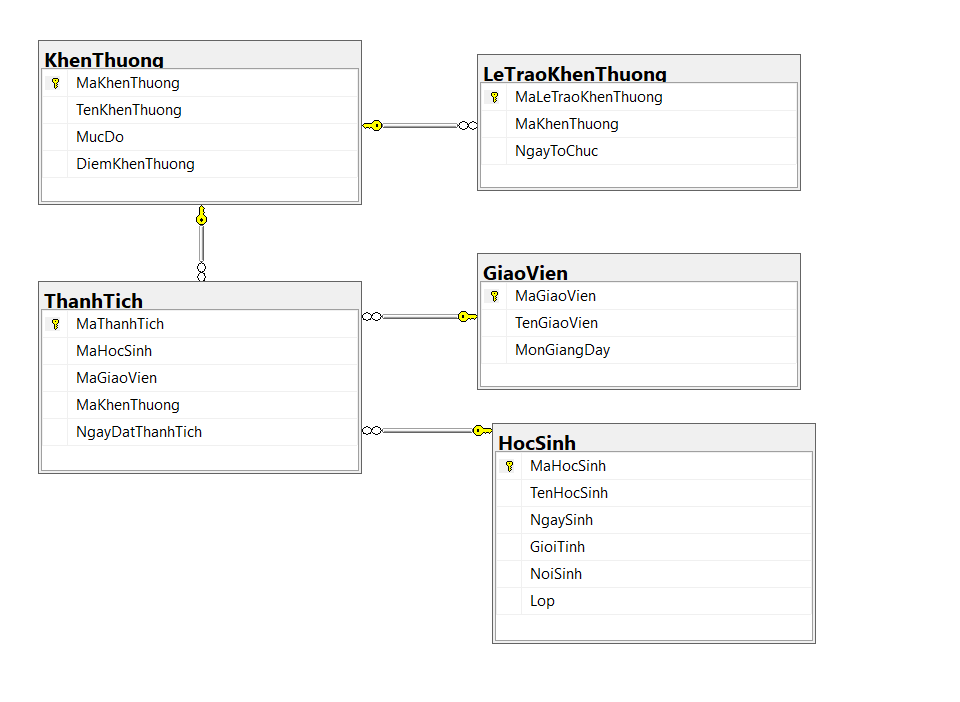 KhenThuong
MaKhenThuong
TenKhenThuong
MucDo
DiemKhenThuong
LeTraoKhenThuong
MaLeTraoKhenThuong
MaKhenThuong
NgayToChuc
ThanhTich
MaThanhTich
MaHocSinh
MaGiaoVien
MaKhenThuong
NgayDatThanhTich
GiaoVien
MaGiaoVien
TenGiaoVien
MonGiangDay
HocSinh
MaHocSinh
TenHocSinh
NgaySinh
GioiTinh
NoiSinh
Lop